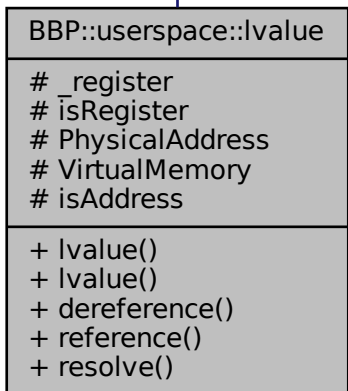 BBP::userspace::lvalue
# _register
# isRegister
# PhysicalAddress
# VirtualMemory
# isAddress
+ lvalue()
+ lvalue()
+ dereference()
+ reference()
+ resolve()